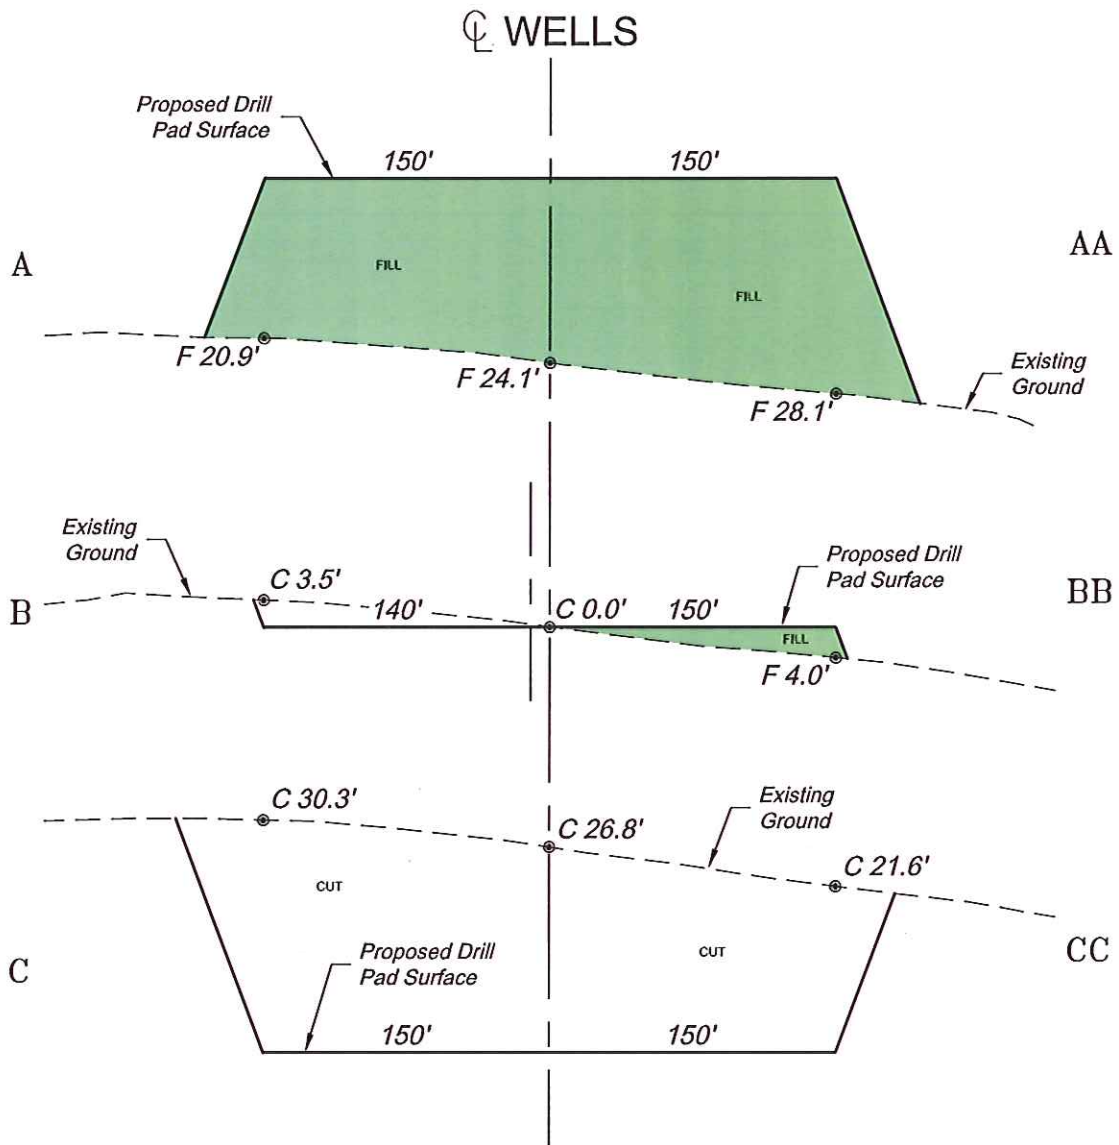 ℄ WELLS
Proposed Drill
Pad Surface
150'
150'
A
AA
FILL
FILL
F 20.9'
F 24.1'
F 28.1'
Existing
Ground
Existing
Ground
C 3.5'
B
140'
C 0.0'
150'
Proposed Drill
Pad Surface
BB
FILL
F 4.0'
C 30.3'
C 26.8'
Existing
Ground
C 21.6'
CUT
CUT
C
Proposed Drill
Pad Surface
CC
150'
150'